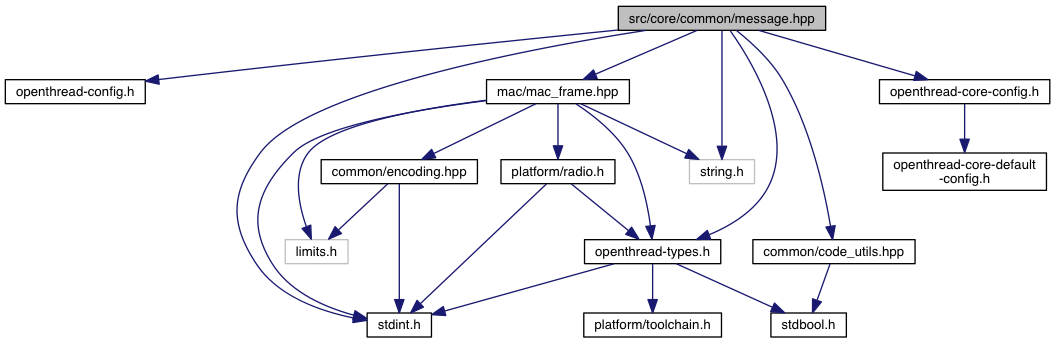 src/core/common/message.hpp
openthread-config.h
mac/mac_frame.hpp
openthread-core-config.h
common/encoding.hpp
platform/radio.h
string.h
openthread-core-default
-config.h
limits.h
openthread-types.h
common/code_utils.hpp
stdint.h
platform/toolchain.h
stdbool.h